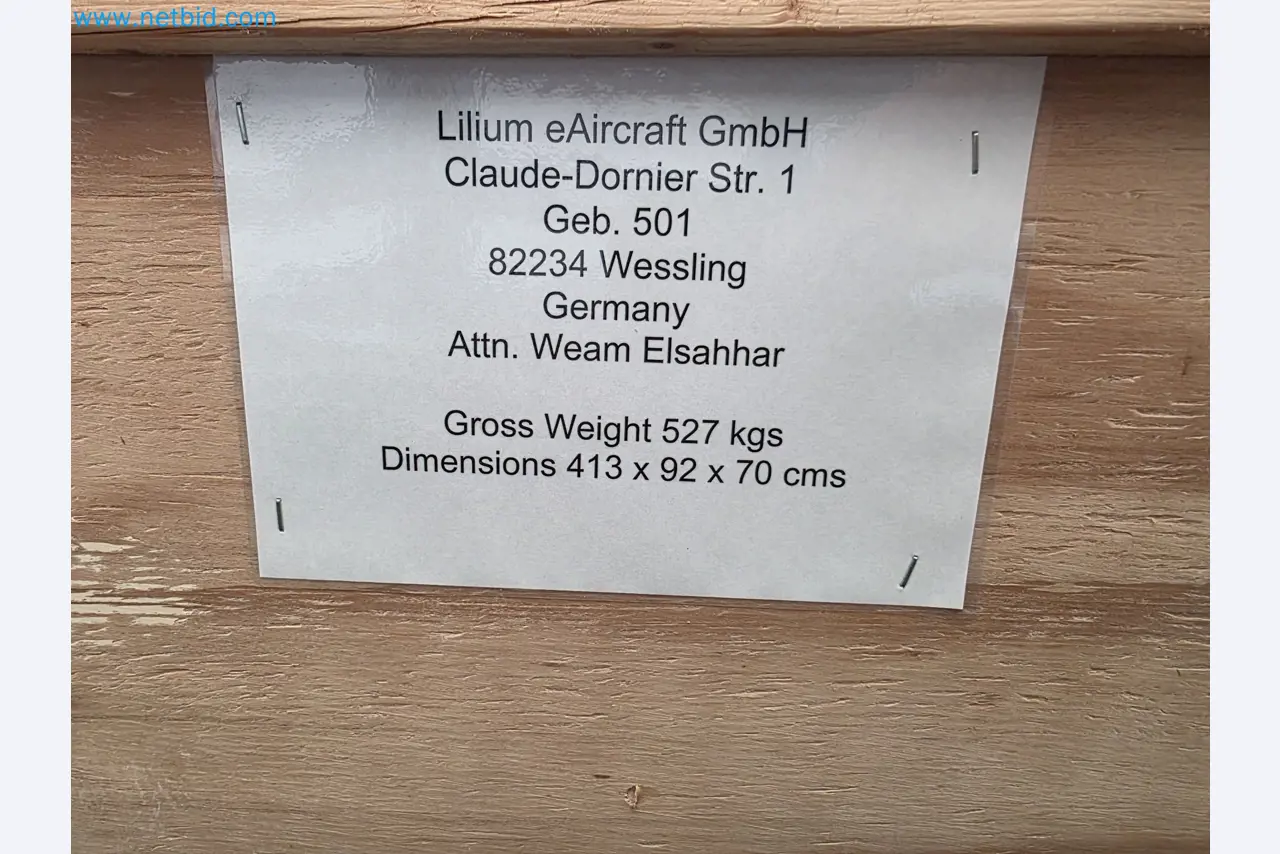 www.netbid.com
Lilium eAircraft GmbH
Claude-Dornier Str. 1
Geb. 501
82234 Wessling
Germany
Attn. Weam Elsahhar
Gross Weight 527 kgs
Dimensions 413 x 92 x 70 cms